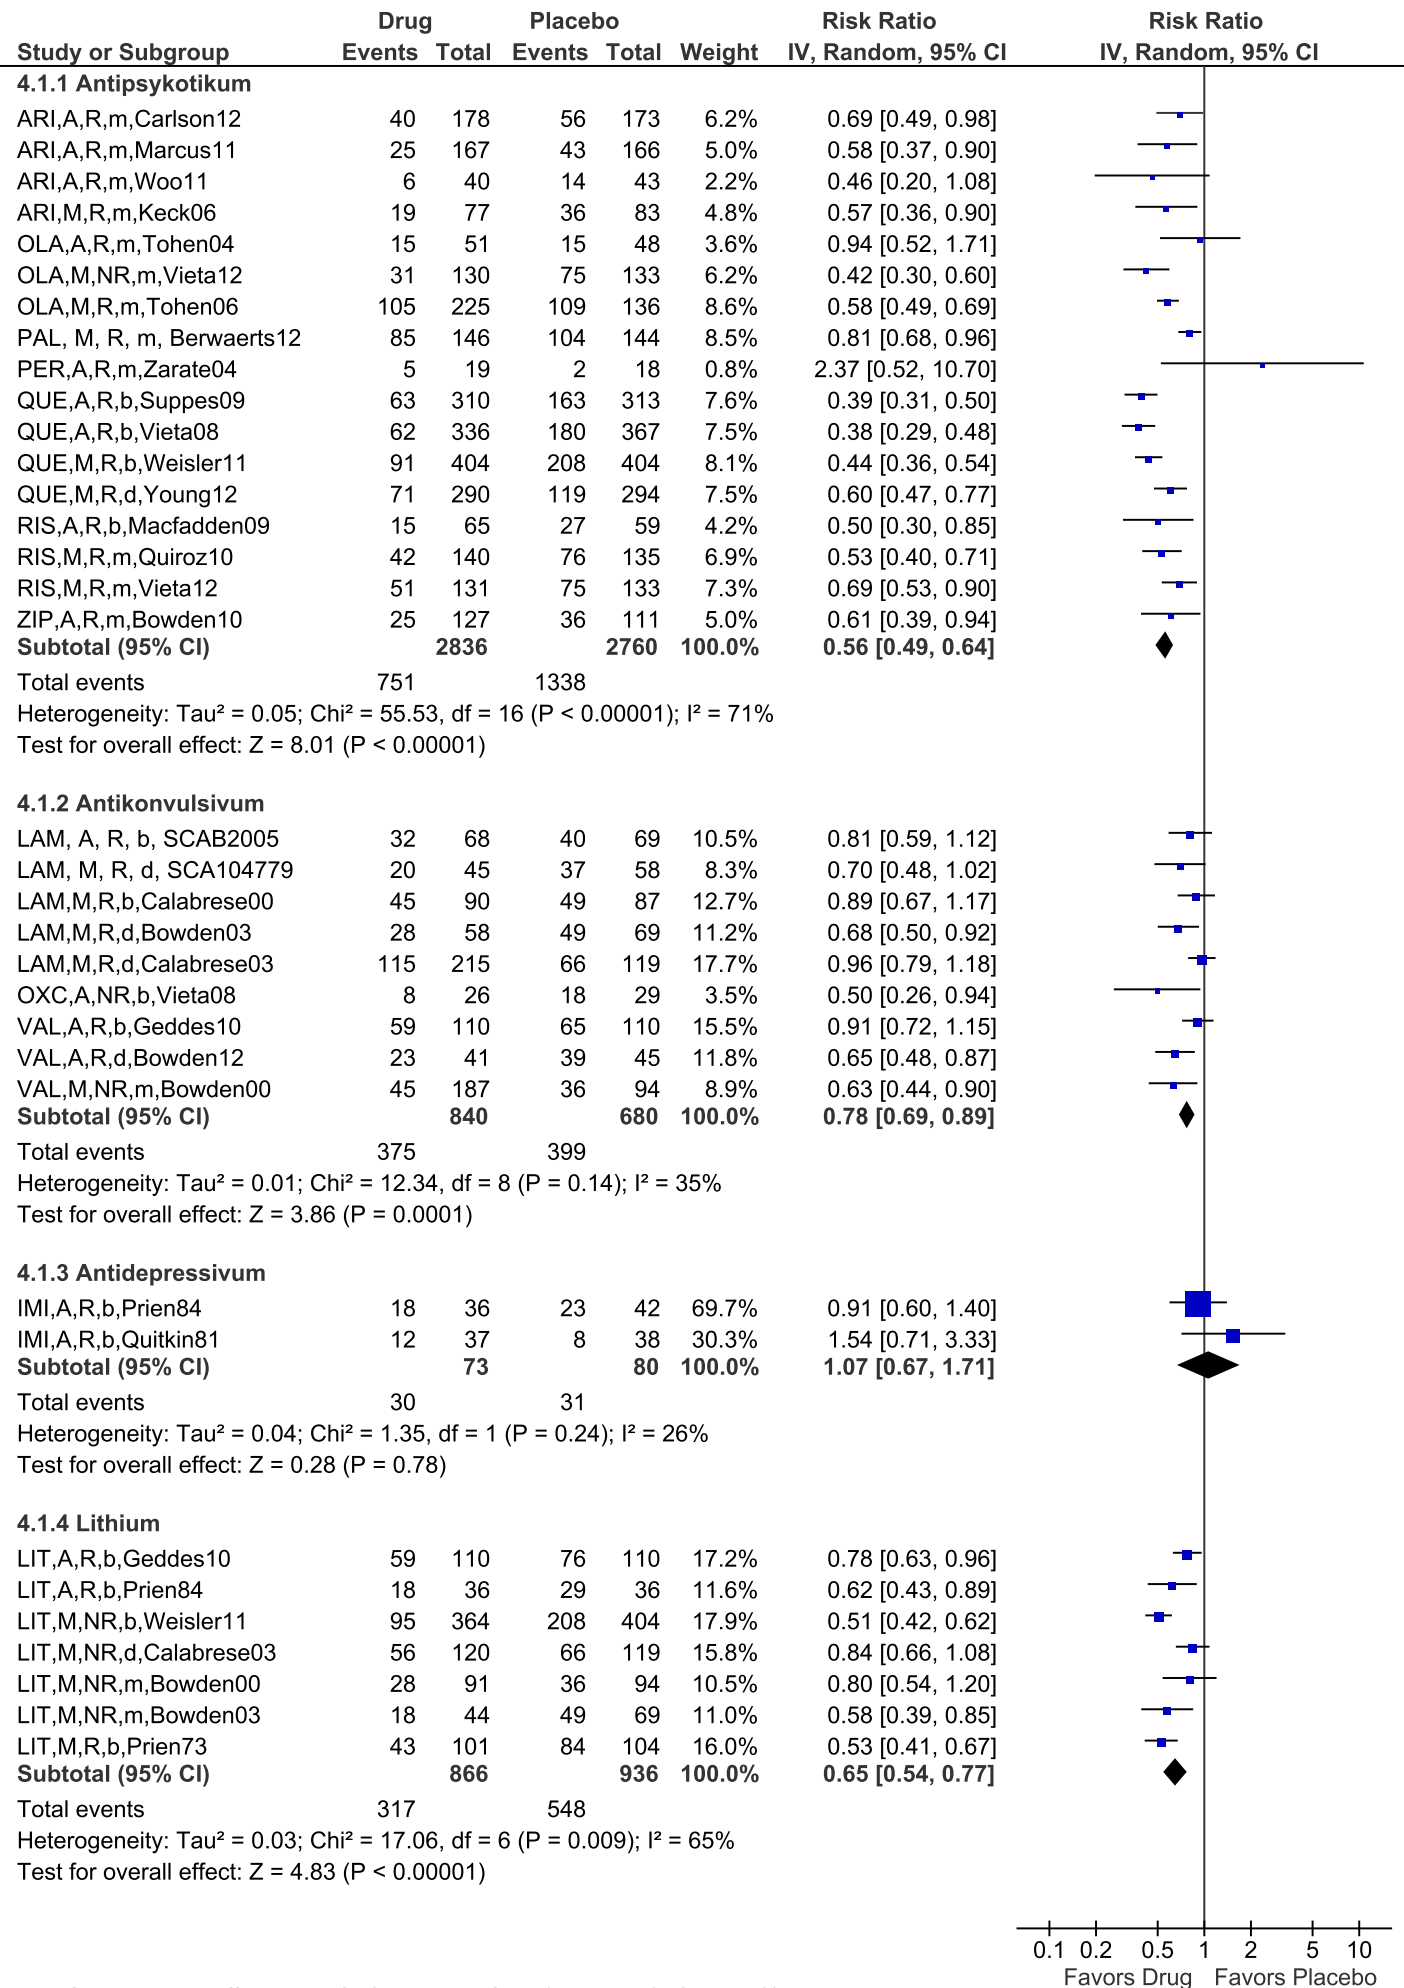 Drug Placebo Risk Ratio Risk Ratio
Study or Subgroup Events Total Events Total Weight IV, Random, 95% CI IV, Random, 95% CI
4.1.1 Antipsykotikum
ARI,A,R,m,Carlson12 40 178 56 173 6.2% 0.69 [0.49, 0.98]
ARI,A,R,m,Marcus11 25 167 43 166 5.0% 0.58 [0.37, 0.90]
ARI,A,R,m,Woo11 6 40 14 43 2.2% 0.46 [0.20, 1.08]
ARI,M,R,m,Keck06 19 77 36 83 4.8% 0.57 [0.36, 0.90]
OLA,A,R,m,Tohen04 15 51 15 48 3.6% 0.94 [0.52, 1.71]
OLA,M,NR,m,Vieta12 31 130 75 133 6.2% 0.42 [0.30, 0.60]
OLA,M,R,m,Tohen06 105 225 109 136 8.6% 0.58 [0.49, 0.69]
PAL, M, R, m, Berwaerts12 85 146 104 144 8.5% 0.81 [0.68, 0.96]
PER,A,R,m,Zarate04 5 19 2 18 0.8% 2.37 [0.52, 10.70]
QUE,A,R,b,Suppes09 63 310 163 313 7.6% 0.39 [0.31, 0.50]
QUE,A,R,b,Vieta08 62 336 180 367 7.5% 0.38 [0.29, 0.48]
QUE,M,R,b,Weisler11 91 404 208 404 8.1% 0.44 [0.36, 0.54]
QUE,M,R,d,Young12 71 290 119 294 7.5% 0.60 [0.47, 0.77]
RIS,A,R,b,Macfadden09 15 65 27 59 4.2% 0.50 [0.30, 0.85]
RIS,M,R,m,Quiroz10 42 140 76 135 6.9% 0.53 [0.40, 0.71]
RIS,M,R,m,Vieta12 51 131 75 133 7.3% 0.69 [0.53, 0.90]
ZIP,A,R,m,Bowden10 25 127 36 111 5.0% 0.61 [0.39, 0.94]
Subtotal (95% CI) 2836 2760 100.0% 0.56 [0.49, 0.64]
Total events 751 1338
Heterogeneity: Tau² = 0.05; Chi² = 55.53, df = 16 (P < 0.00001); I² = 71%
Test for overall effect: Z = 8.01 (P < 0.00001)
4.1.2 Antikonvulsivum
LAM, A, R, b, SCAB2005 32 68 40 69 10.5% 0.81 [0.59, 1.12]
LAM, M, R, d, SCA104779 20 45 37 58 8.3% 0.70 [0.48, 1.02]
LAM,M,R,b,Calabrese00 45 90 49 87 12.7% 0.89 [0.67, 1.17]
LAM,M,R,d,Bowden03 28 58 49 69 11.2% 0.68 [0.50, 0.92]
LAM,M,R,d,Calabrese03 115 215 66 119 17.7% 0.96 [0.79, 1.18]
OXC,A,NR,b,Vieta08 8 26 18 29 3.5% 0.50 [0.26, 0.94]
VAL,A,R,b,Geddes10 59 110 65 110 15.5% 0.91 [0.72, 1.15]
VAL,A,R,d,Bowden12 23 41 39 45 11.8% 0.65 [0.48, 0.87]
VAL,M,NR,m,Bowden00 45 187 36 94 8.9% 0.63 [0.44, 0.90]
Subtotal (95% CI) 840 680 100.0% 0.78 [0.69, 0.89]
Total events 375 399
Heterogeneity: Tau² = 0.01; Chi² = 12.34, df = 8 (P = 0.14); I² = 35%
Test for overall effect: Z = 3.86 (P = 0.0001)
4.1.3 Antidepressivum
IMI,A,R,b,Prien84 18 36 23 42 69.7% 0.91 [0.60, 1.40]
IMI,A,R,b,Quitkin81 12 37 8 38 30.3% 1.54 [0.71, 3.33]
Subtotal (95% CI) 73 80 100.0% 1.07 [0.67, 1.71]
Total events 30 31
Heterogeneity: Tau² = 0.04; Chi² = 1.35, df = 1 (P = 0.24); I² = 26%
Test for overall effect: Z = 0.28 (P = 0.78)
4.1.4 Lithium
LIT,A,R,b,Geddes10 59 110 76 110 17.2% 0.78 [0.63, 0.96]
LIT,A,R,b,Prien84 18 36 29 36 11.6% 0.62 [0.43, 0.89]
LIT,M,NR,b,Weisler11 95 364 208 404 17.9% 0.51 [0.42, 0.62]
LIT,M,NR,d,Calabrese03 56 120 66 119 15.8% 0.84 [0.66, 1.08]
LIT,M,NR,m,Bowden00 28 91 36 94 10.5% 0.80 [0.54, 1.20]
LIT,M,NR,m,Bowden03 18 44 49 69 11.0% 0.58 [0.39, 0.85]
LIT,M,R,b,Prien73 43 101 84 104 16.0% 0.53 [0.41, 0.67]
Subtotal (95% CI) 866 936 100.0% 0.65 [0.54, 0.77]
Total events 317 548
Heterogeneity: Tau² = 0.03; Chi² = 17.06, df = 6 (P = 0.009); I² = 65%
Test for overall effect: Z = 4.83 (P < 0.00001)
0.1 0.2 0.5 1 2 5 10
Favors Drug Favors Placebo